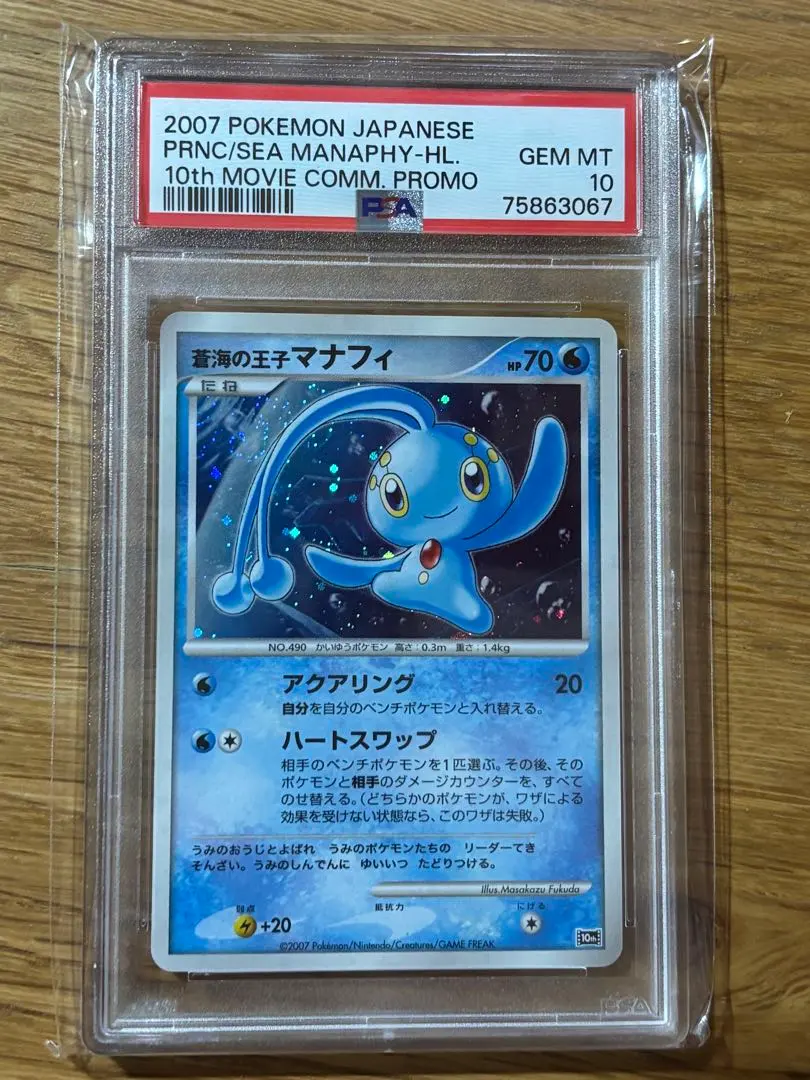 2007 POKEMON JAPANESE
PRNC/SEA MANAPHY-HL. GEM MT
10th MOVIE COMM. PROMO 10
75863067
PSA
蒼海の王子マナフィ HP70
たね
NO.490 かいゆうポケモン 高さ:0.3m 重さ:1.4kg
アクアリング 20
自分を自分のベンチポケモンと入れ替える。
ハートスワップ
相手のベンチポケモンを1匹選ぶ。その後、その
ポケモンと相手のダメージカウンターを、すべて
のせ替える。(どちらかのポケモンが、ワザによる
効果を受けない状態なら、このワザは失敗。)
うみのおうじとよばれ うみのポケモンたちの リーダーてき
そんざい。うみのしんでんに ゆいいつ たどりつける。
Illus.Masakazu Fukuda
弱点 抵抗力 にげる
+20
©2007 Pokémon/Nintendo/Creatures/GAME FREAK
10th
PSA